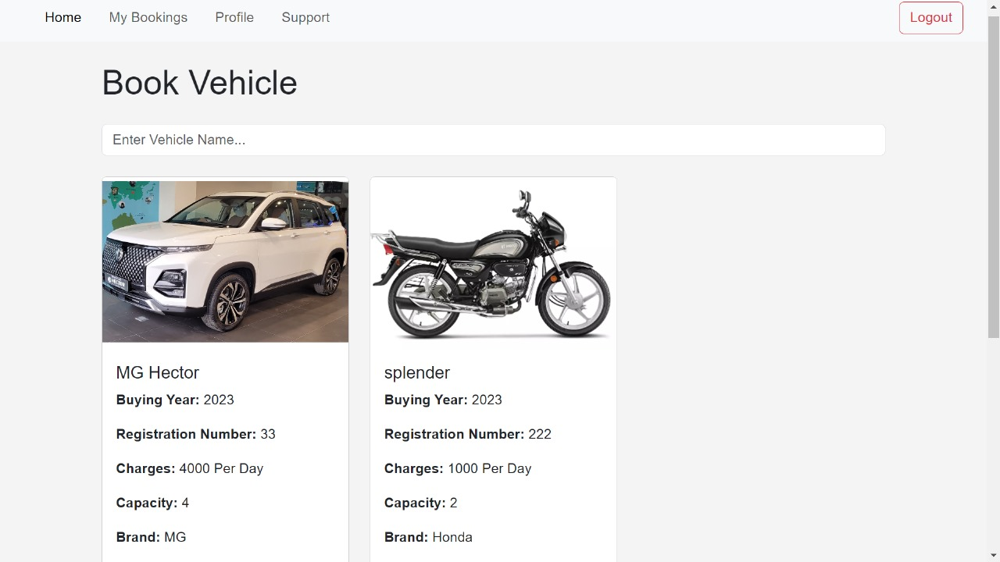 Home My Bookings Profile Support Logout
Book Vehicle
Enter Vehicle Name...
MG Hector
Buying Year: 2023
Registration Number: 33
Charges: 4000 Per Day
Capacity: 4
Brand: MG
splender
Buying Year: 2023
Registration Number: 222
Charges: 1000 Per Day
Capacity: 2
Brand: Honda